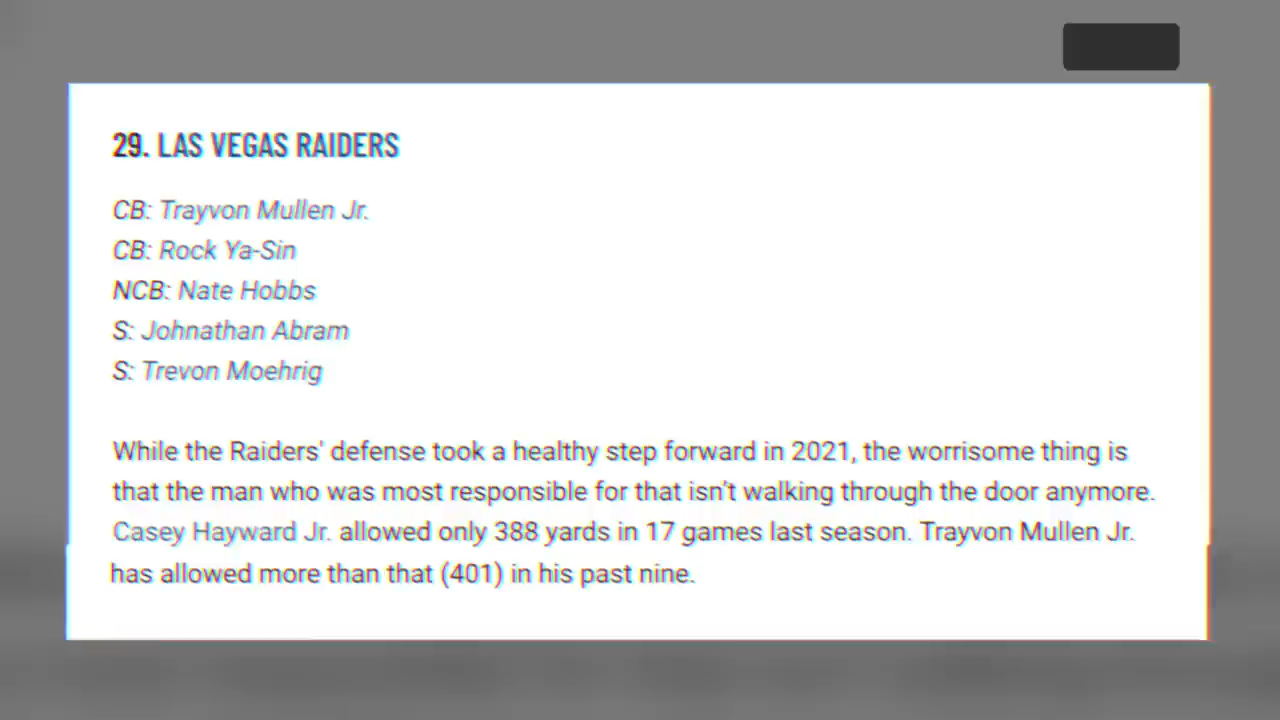 29. LAS VEGAS RAIDERS
CB: Trayvon Mullen Jr.
CB: Rock Ya-Sin
NCB: Nate Hobbs
S: Johnathan Abram
S: Trevon Moehrig
While the Raiders' defense took a healthy step forward in 2021, the worrisome thing is
that the man who was most responsible for that isn't walking through the door anymore.
Casey Hayward Jr. allowed only 388 yards in 17 games last season. Trayvon Mullen Jr.
has allowed more than that (401) in his past nine.